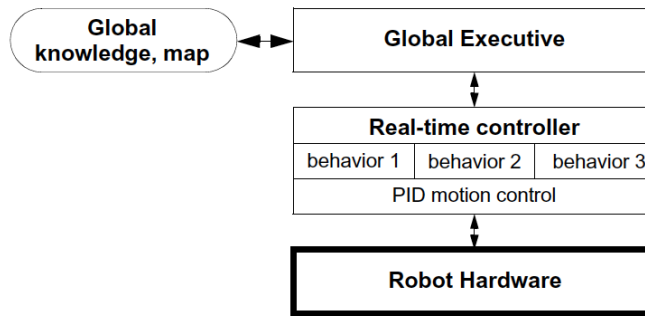 Global
knowledge, map
Global Executive
Real-time controller
behavior 1
behavior 2
behavior 3
PID motion control
Robot Hardware